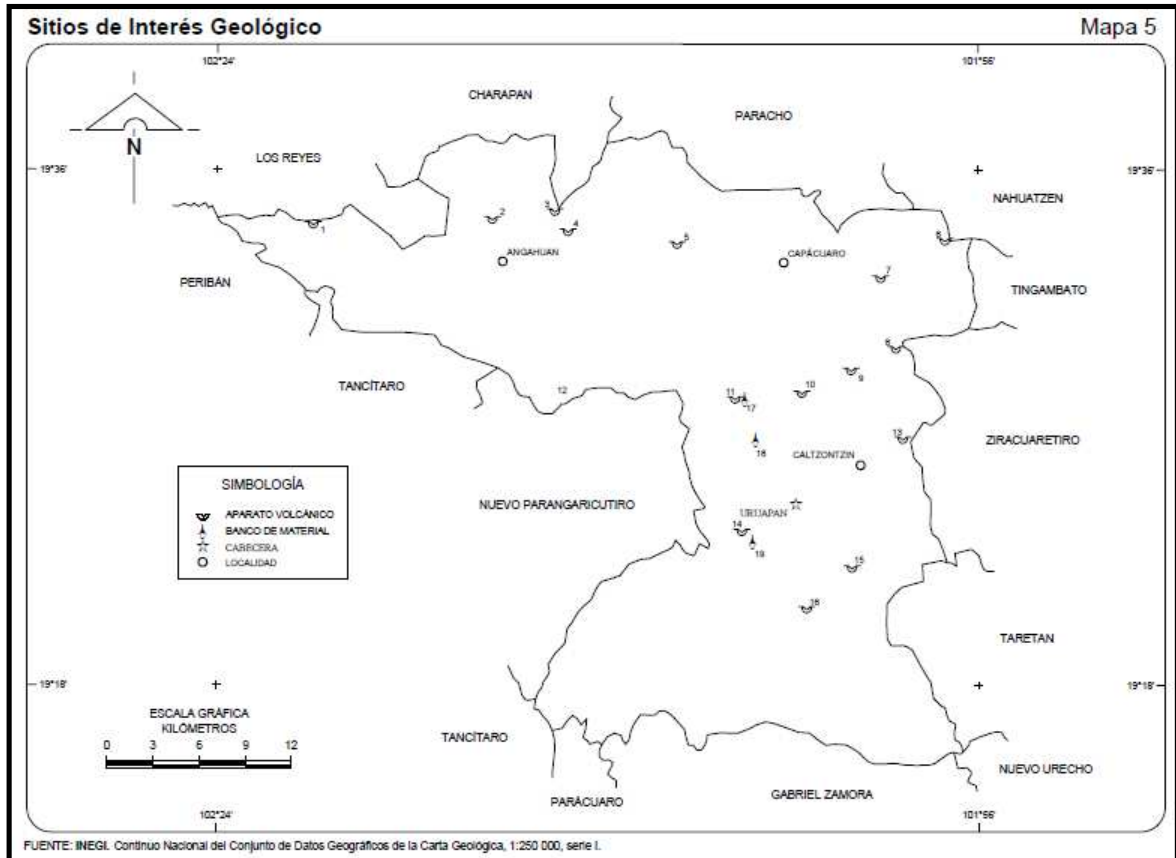 Sitios de Interés Geológico
Mapa 5
102°24'
101°56'
CHARAPAN
PARACHO
N
LOS REYES
19°36'
19°36'
NAHUATZEN
1
2
3
4
5
6
ANGAHUAN
CAPÁCUARO
7
PERIBÁN
TINGAMBATO
8
9
TANCÍTARO
12
11
17
10
13
18
CALTZONTZIN
ZIRACUARETIRO
SIMBOLOGÍA
APARATO VOLCÁNICO
BANCO DE MATERIAL
CABECERA
LOCALIDAD
NUEVO PARANGARICUTIRO
URUAPAN
14
19
15
16
TARETAN
19°18'
19°18'
ESCALA GRÁFICA
KILÓMETROS
0 3 6 9 12
TANCÍTARO
PARÁCUARO
GABRIEL ZAMORA
NUEVO URECHO
102°24'
101°56'
FUENTE: INEGI. Continuo Nacional del Conjunto de Datos Geográficos de la Carta Geológica, 1:250 000, serie I.